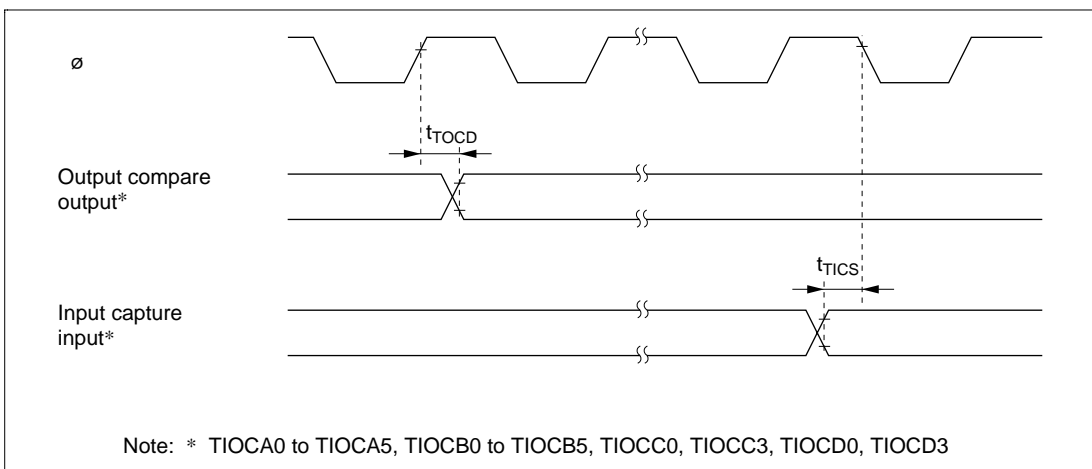 ø
tTOCD
Output compare
output*
tTICS
Input capture
input*
Note: * TIOCA0 to TIOCA5, TIOCB0 to TIOCB5, TIOCC0, TIOCC3, TIOCD0, TIOCD3